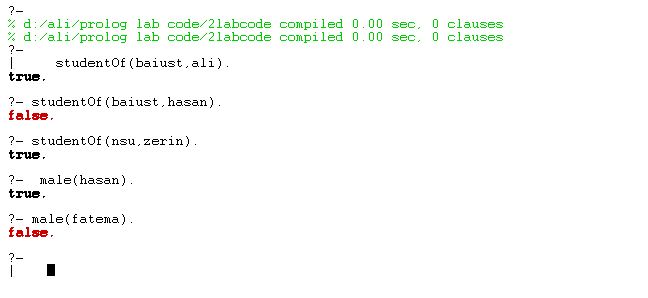 ?-
% d:/ali/prolog lab code/2labcode compiled 0.00 sec, 0 clauses
% d:/ali/prolog lab code/2labcode compiled 0.00 sec, 0 clauses
?-
|     studentOf(baiust,ali).
true.
?- studentOf(baiust,hasan).
false.
?- studentOf(nsu,zerin).
true.
?-  male(hasan).
true.
?- male(fatema).
false.
?-
|